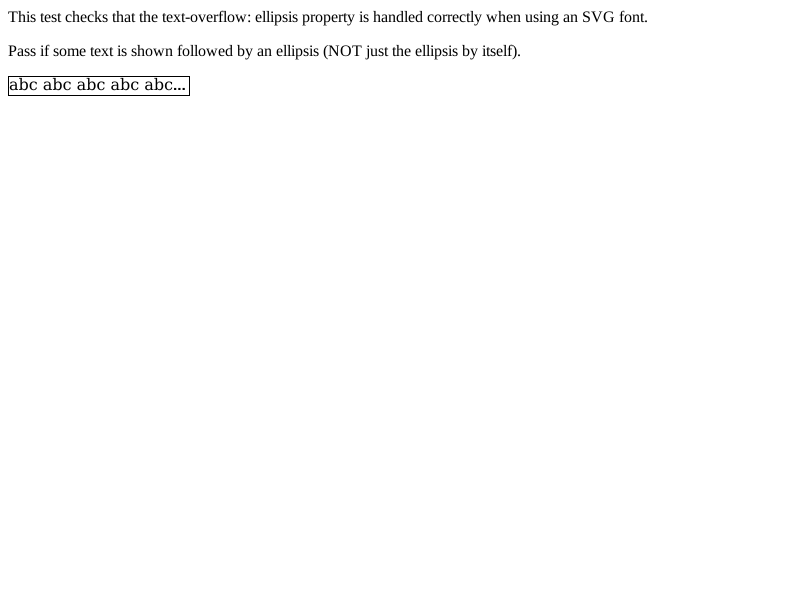 This test checks that the text-overflow: ellipsis property is handled correctly when using an SVG font.
Pass if some text is shown followed by an ellipsis (NOT just the ellipsis by itself).
abc abc abc abc abc...